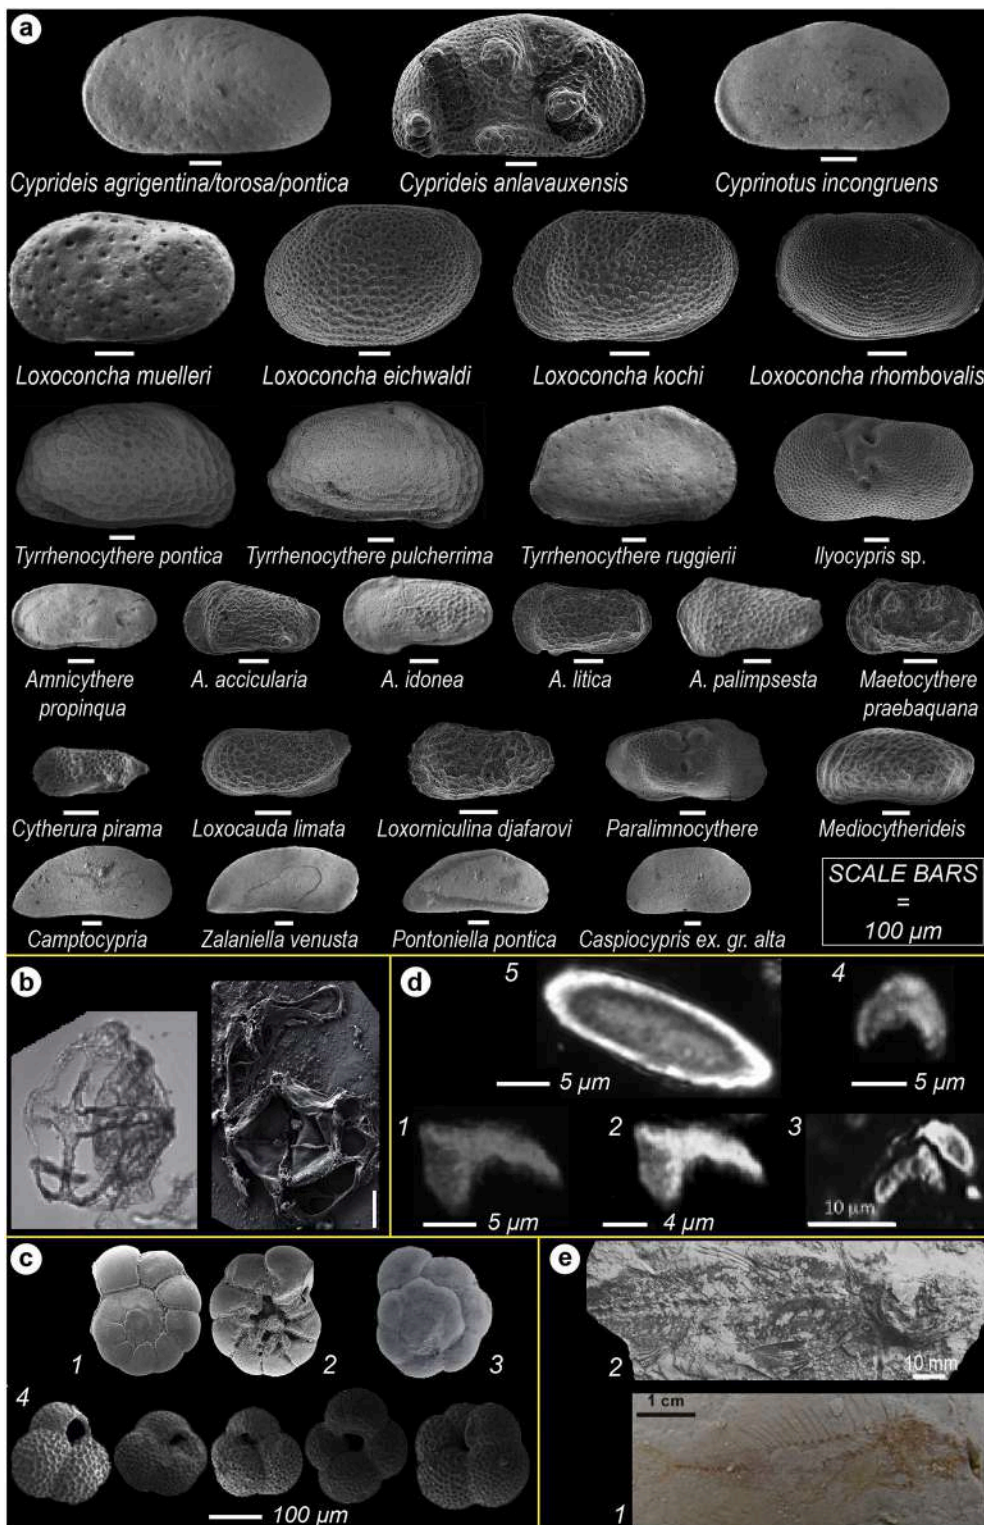 a
Cyprideis agrigentina/torosa/pontica
Cyprideis anlavauxensis
Cyprinotus incongruens
Loxoconcha muelleri
Loxoconcha eichwaldi
Loxoconcha kochi
Loxoconcha rhombovalis
Tyrrhenocythere pontica
Tyrrhenocythere pulcherrima
Tyrrhenocythere ruggierii
Ilyocypris sp.
Amnicythere
propinqua
A. accicularia
A. idonea
A. litica
A. palimpsesta
Maetocythere
praebaquana
Cytherura pirama
Loxocauda limata
Loxorniculina djafarovi
Paralimnocythere
Mediocytherideis
Camptocypria
Zalaniella venusta
Pontoniella pontica
Caspiocypris ex. gr. alta
SCALE BARS
=
100 µm
b
d
5
5 µm
4
5 µm
1
5 µm
2
4 µm
3
10 µm
c
1
2
3
4
100 µm
e
2
10 mm
1 cm
1